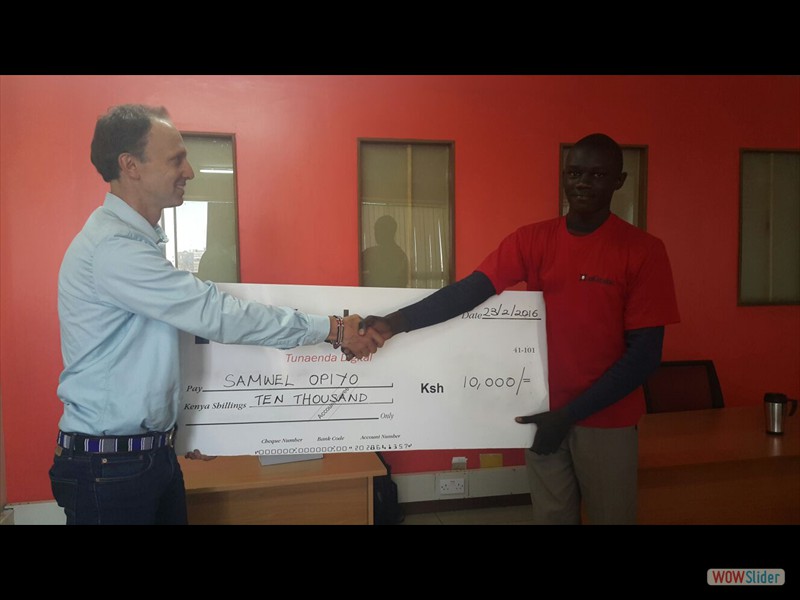 Tunaenda Digital
Date 29/2/2016
41-101
Pay SAMWEL OPIYO
Kenya Shillings TEN THOUSAND
Only
Ksh 10,000/=
Cheque Number Bank Code Account Number
WOWSlider